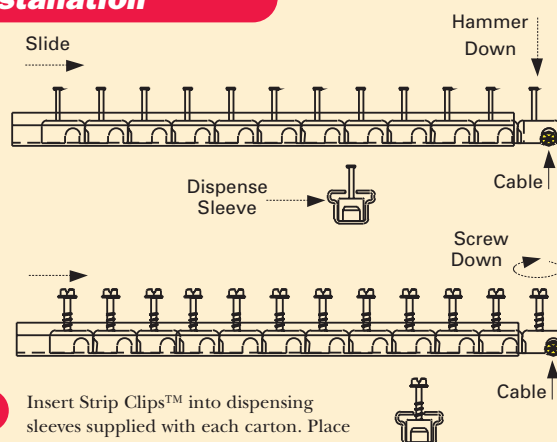 Slide
Hammer
Down
Dispense
Sleeve
Cable
Screw
Down
Cable
Insert Strip Clips™ into dispensing
sleeves supplied with each carton. Place